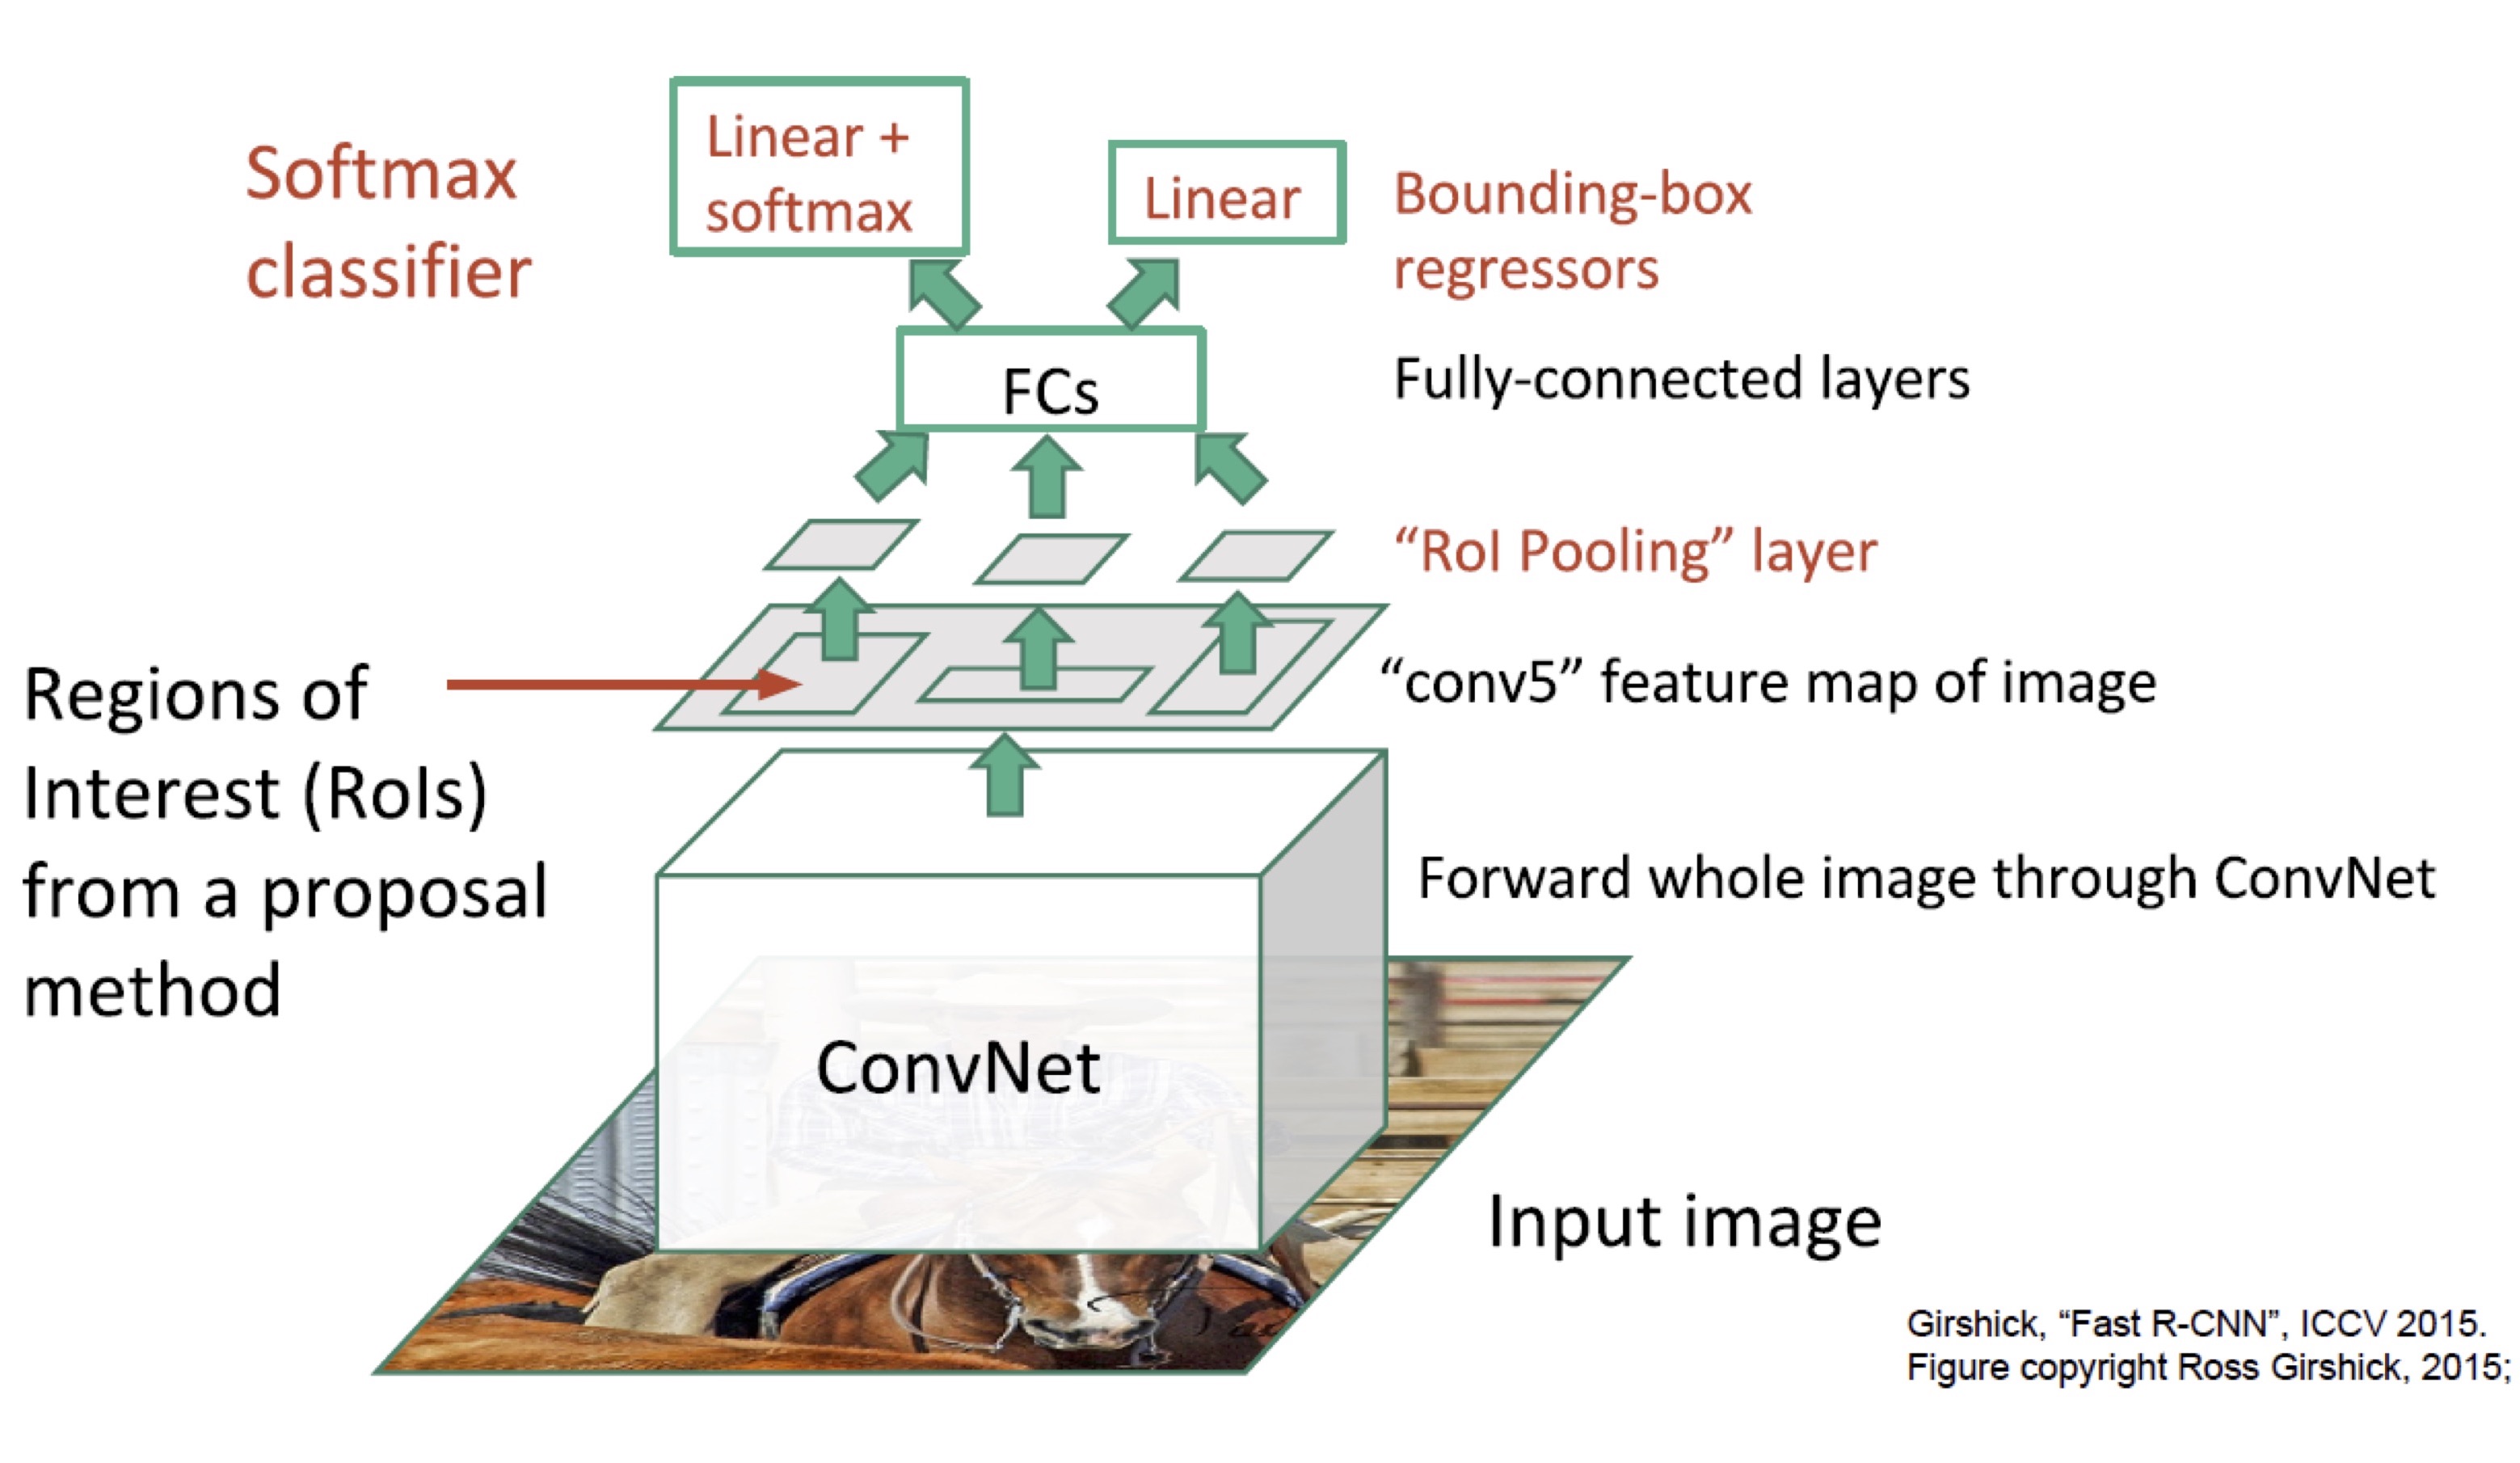 Linear +
softmax
Softmax
classifier
Linear
Bounding-box
regressors
FCs
Fully-connected layers
“RoI Pooling” layer
Regions of
Interest (RoIs)
from a proposal
method
“conv5” feature map of image
Forward whole image through ConvNet
ConvNet
Input image
Girshick, “Fast R-CNN”, ICCV 2015.
Figure copyright Ross Girshick, 2015;